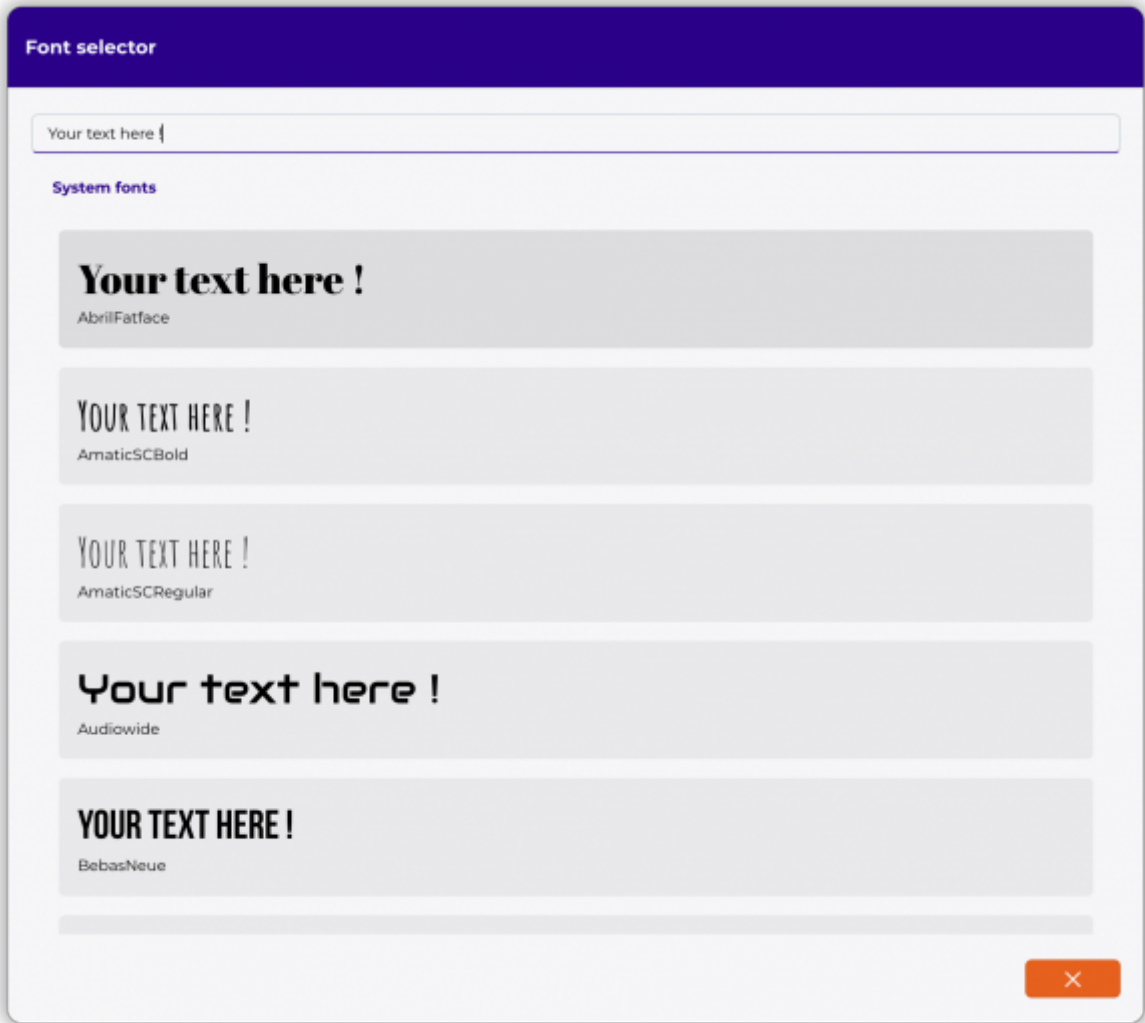 Font selector
Your text here !
System fonts
Your text here !
AbrilFatface
Your text here !
AmaticSCBold
Your text here !
AmaticSCRegular
Your text here !
Audiowide
YOUR TEXT HERE !
BebasNeue